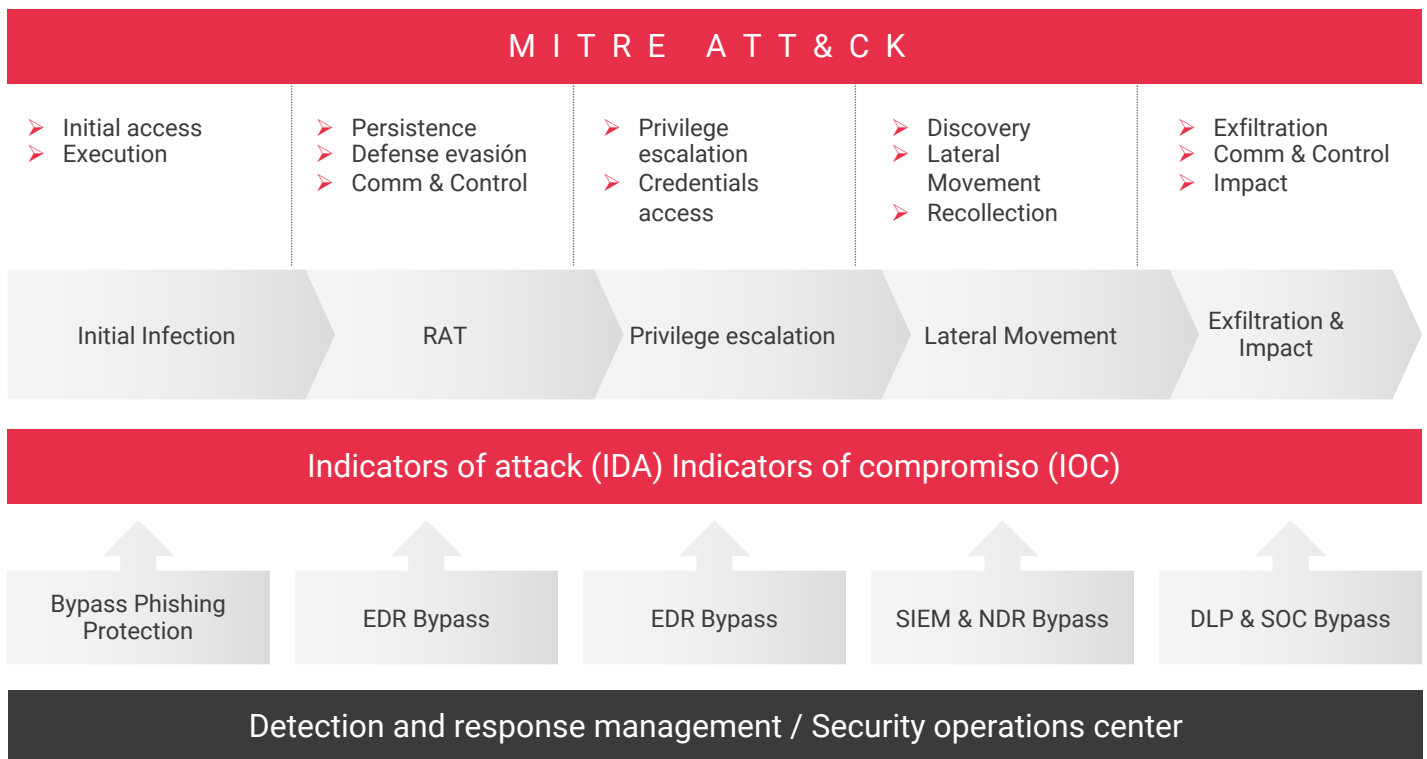 MITRE ATT&CK
Initial access
Execution
Persistence
Defense evasión
Comm & Control
Privilege
escalation
Credentials
access
Discovery
Lateral
Movement
Recollection
Exfiltration
Comm & Control
Impact
Initial Infection
RAT
Privilege escalation
Lateral Movement
Exfiltration &
Impact
Indicators of attack (IDA) Indicators of compromiso (IOC)
Bypass Phishing
Protection
EDR Bypass
EDR Bypass
SIEM & NDR Bypass
DLP & SOC Bypass
Detection and response management / Security operations center